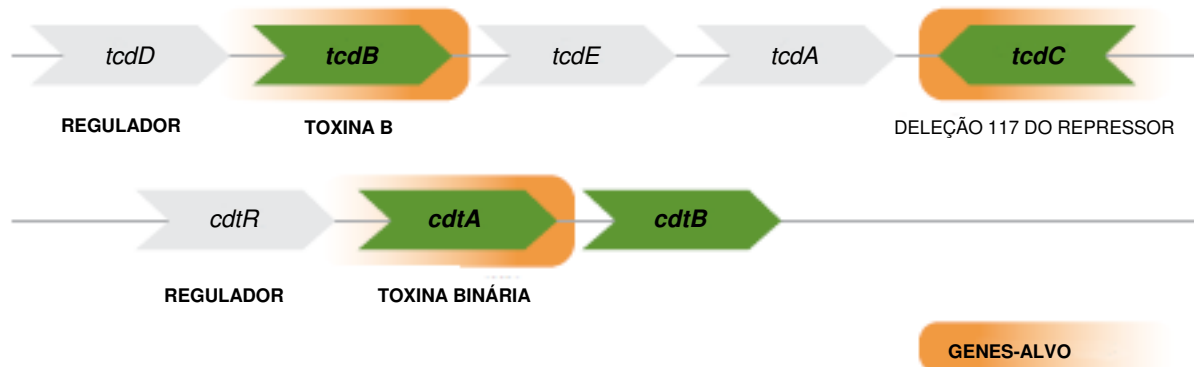 tcdD tcdB tcdE tcdA tcdC
REGULADOR TOXINA B DELEÇÃO 117 DO REPRESSOR
cdtR cdtA cdtB
REGULADOR TOXINA BINÁRIA
GENES-ALVO